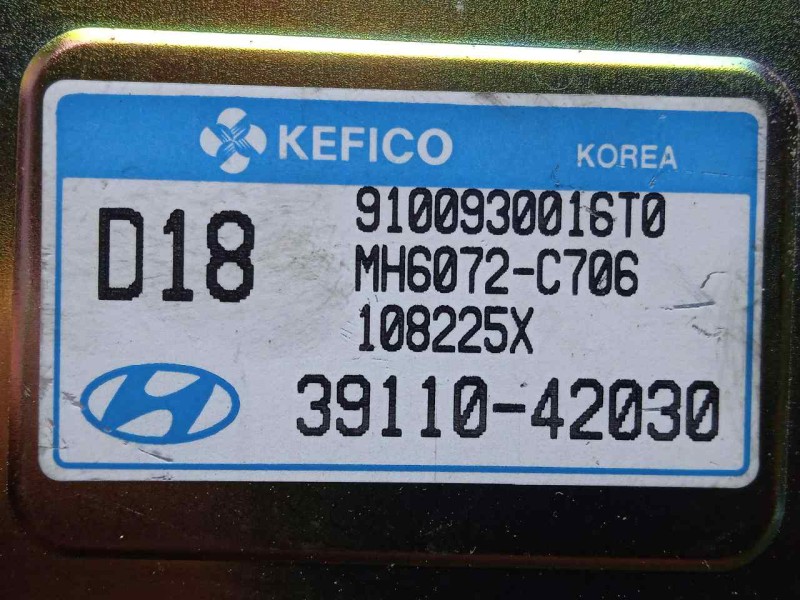 KEFICO KOREA
D18
9100930016T0
MH6072-C706
108225X
39110-42030